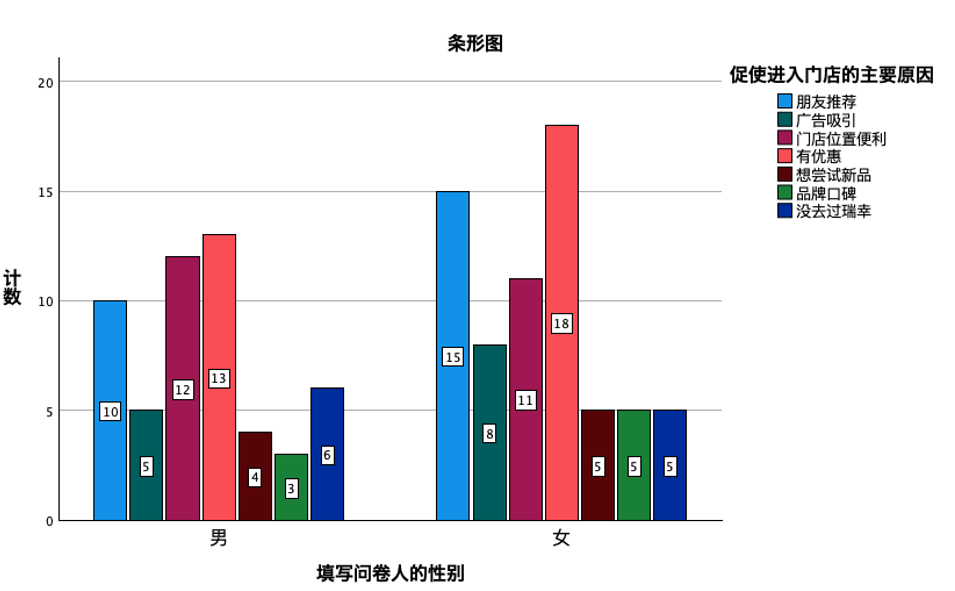 条形图
促使进入门店的主要原因
朋友推荐
广告吸引
门店位置便利
有优惠
想尝试新品
品牌口碑
没去过瑞幸
计数
20
15
10
5
0
10
5
12
13
4
3
6
15
8
11
18
5
5
5
男
女
填写问卷人的性别